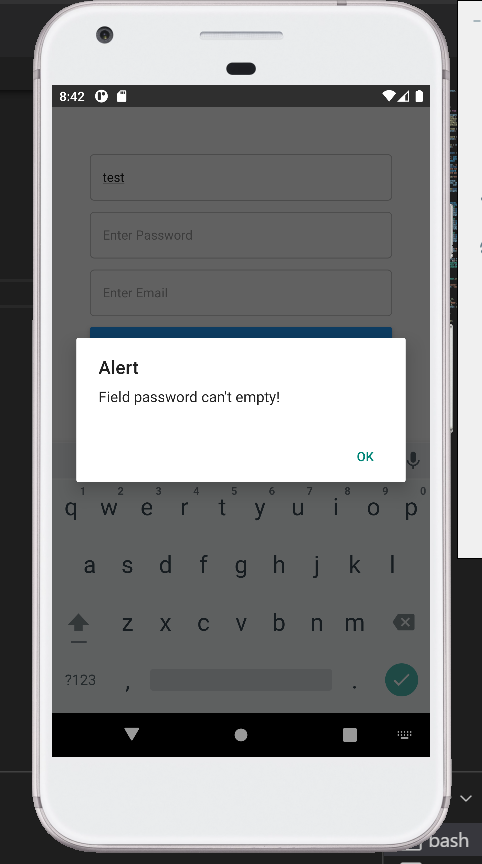 8:42
test
Enter Password
Enter Email
Alert
Field password can't empty!
OK
1 2 3 4 5 6 7 8 9 0
q w e r t y u i o p
a s d f g h j k l
z x c v b n m
?123 , .
bash